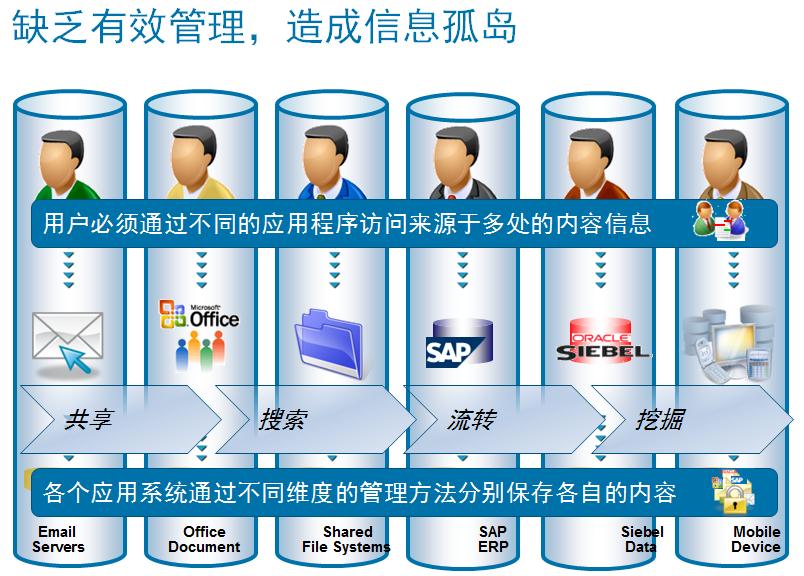 缺乏有效管理，造成信息孤岛
用户必须通过不同的应用程序访问来源于多处的内容信息
Microsoft
Office
SAP
ORACLE
SIEBEL
共享
搜索
流转
挖掘
各个应用系统通过不同维度的管理方法分别保存各自的内容
SAP
Email
Servers
Office
Document
Shared
File Systems
SAP
ERP
Siebel
Data
Mobile
Device